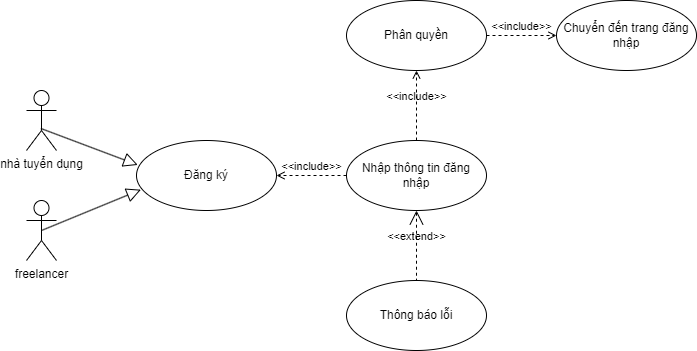 Phân quyền
<<include>>
Chuyển đến trang đăng
nhập
<<include>>
nhà tuyển dụng
Đăng ký
<<include>>
Nhập thông tin đăng
nhập
<<extend>>
freelancer
Thông báo lỗi